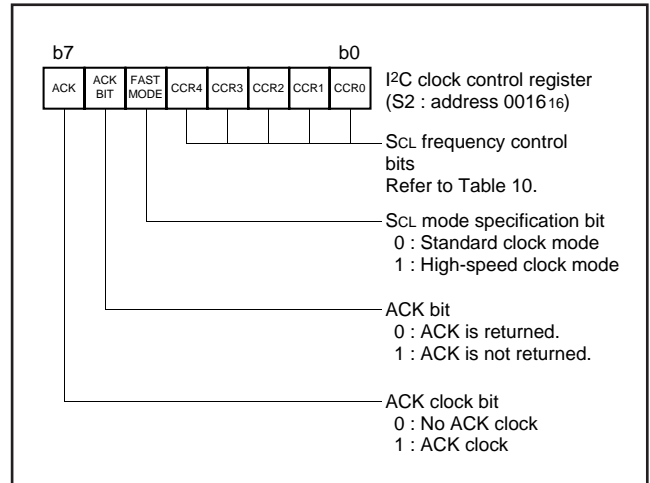 b7 b0
ACK ACK BIT FAST MODE CCR4 CCR3 CCR2 CCR1 CCR0
I²C clock control register
(S2 : address 0016₁₆)
SCL frequency control
bits
Refer to Table 10.
SCL mode specification bit
0 : Standard clock mode
1 : High-speed clock mode
ACK bit
0 : ACK is returned.
1 : ACK is not returned.
ACK clock bit
0 : No ACK clock
1 : ACK clock